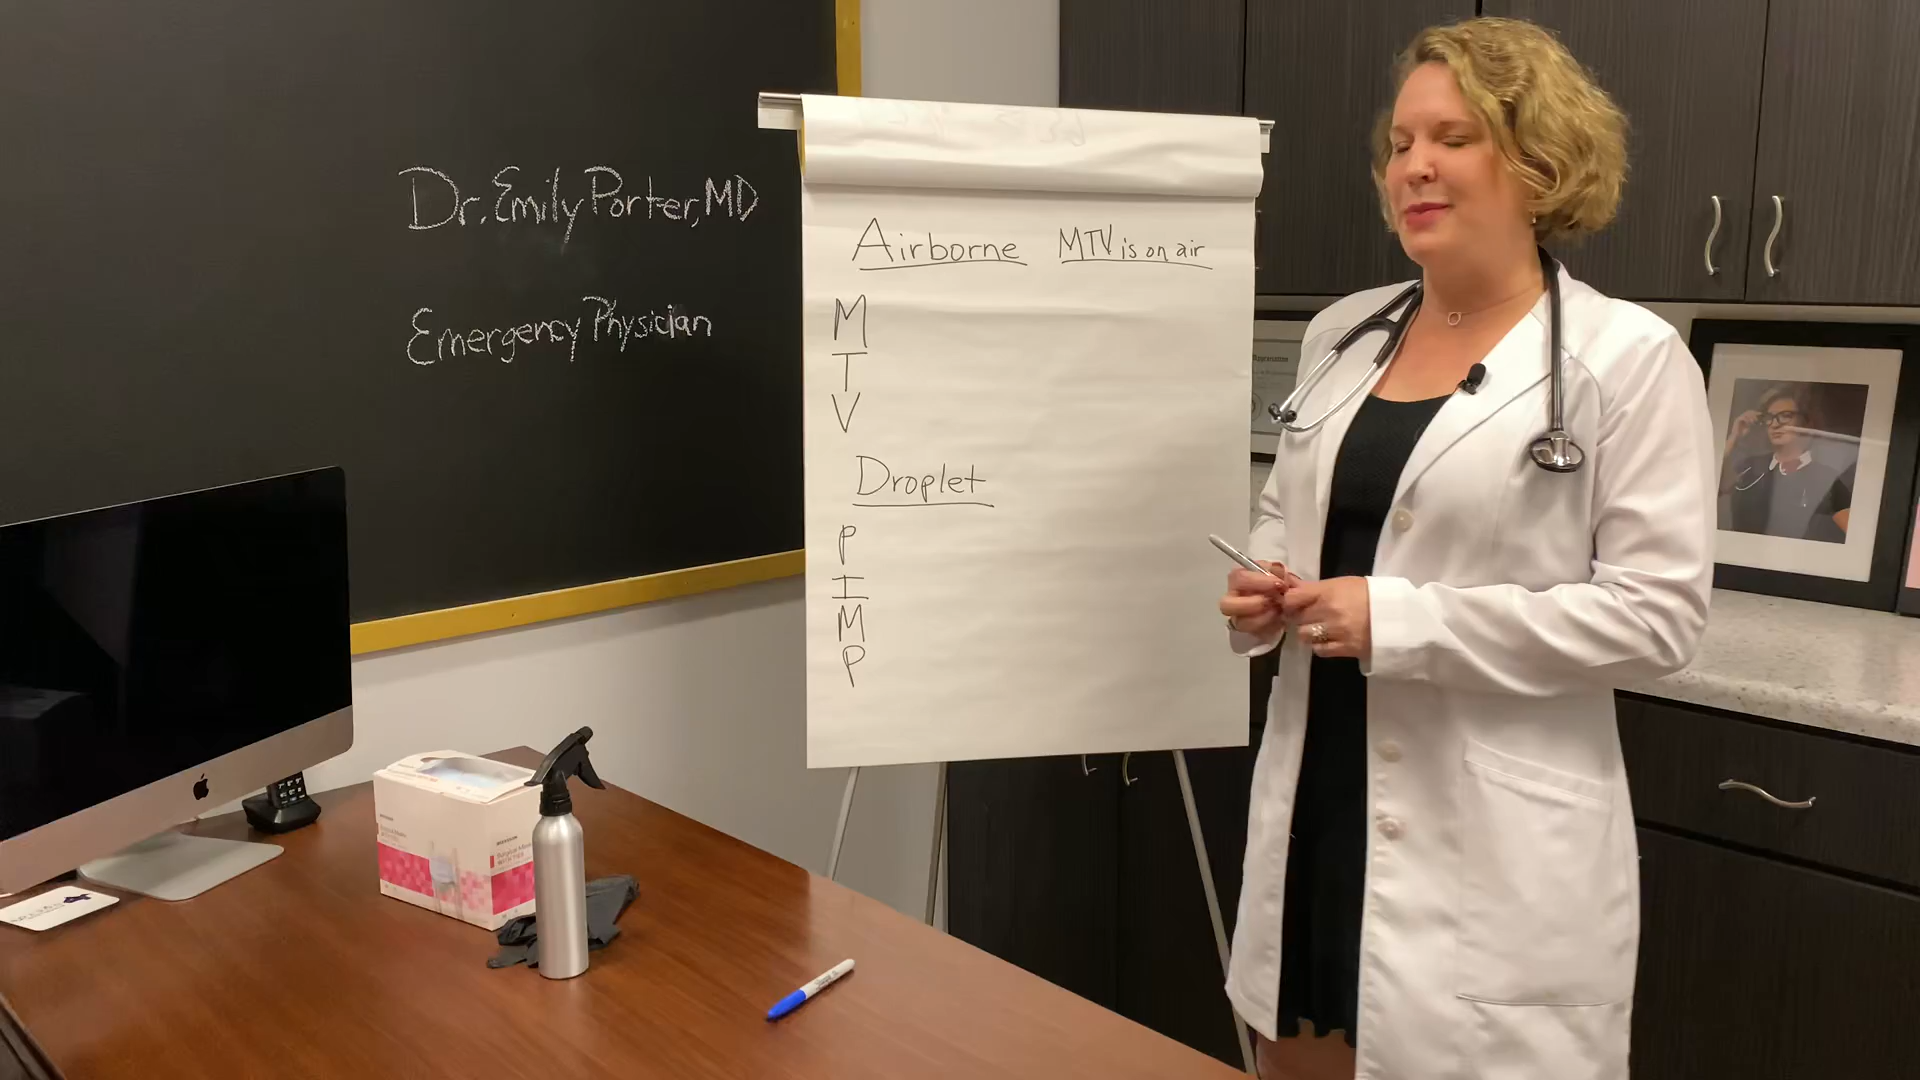 Dr. Emily Porter, MD
Emergency Physician
Airborne MTV is on air
M
T
V
Droplet
P
I
M
P